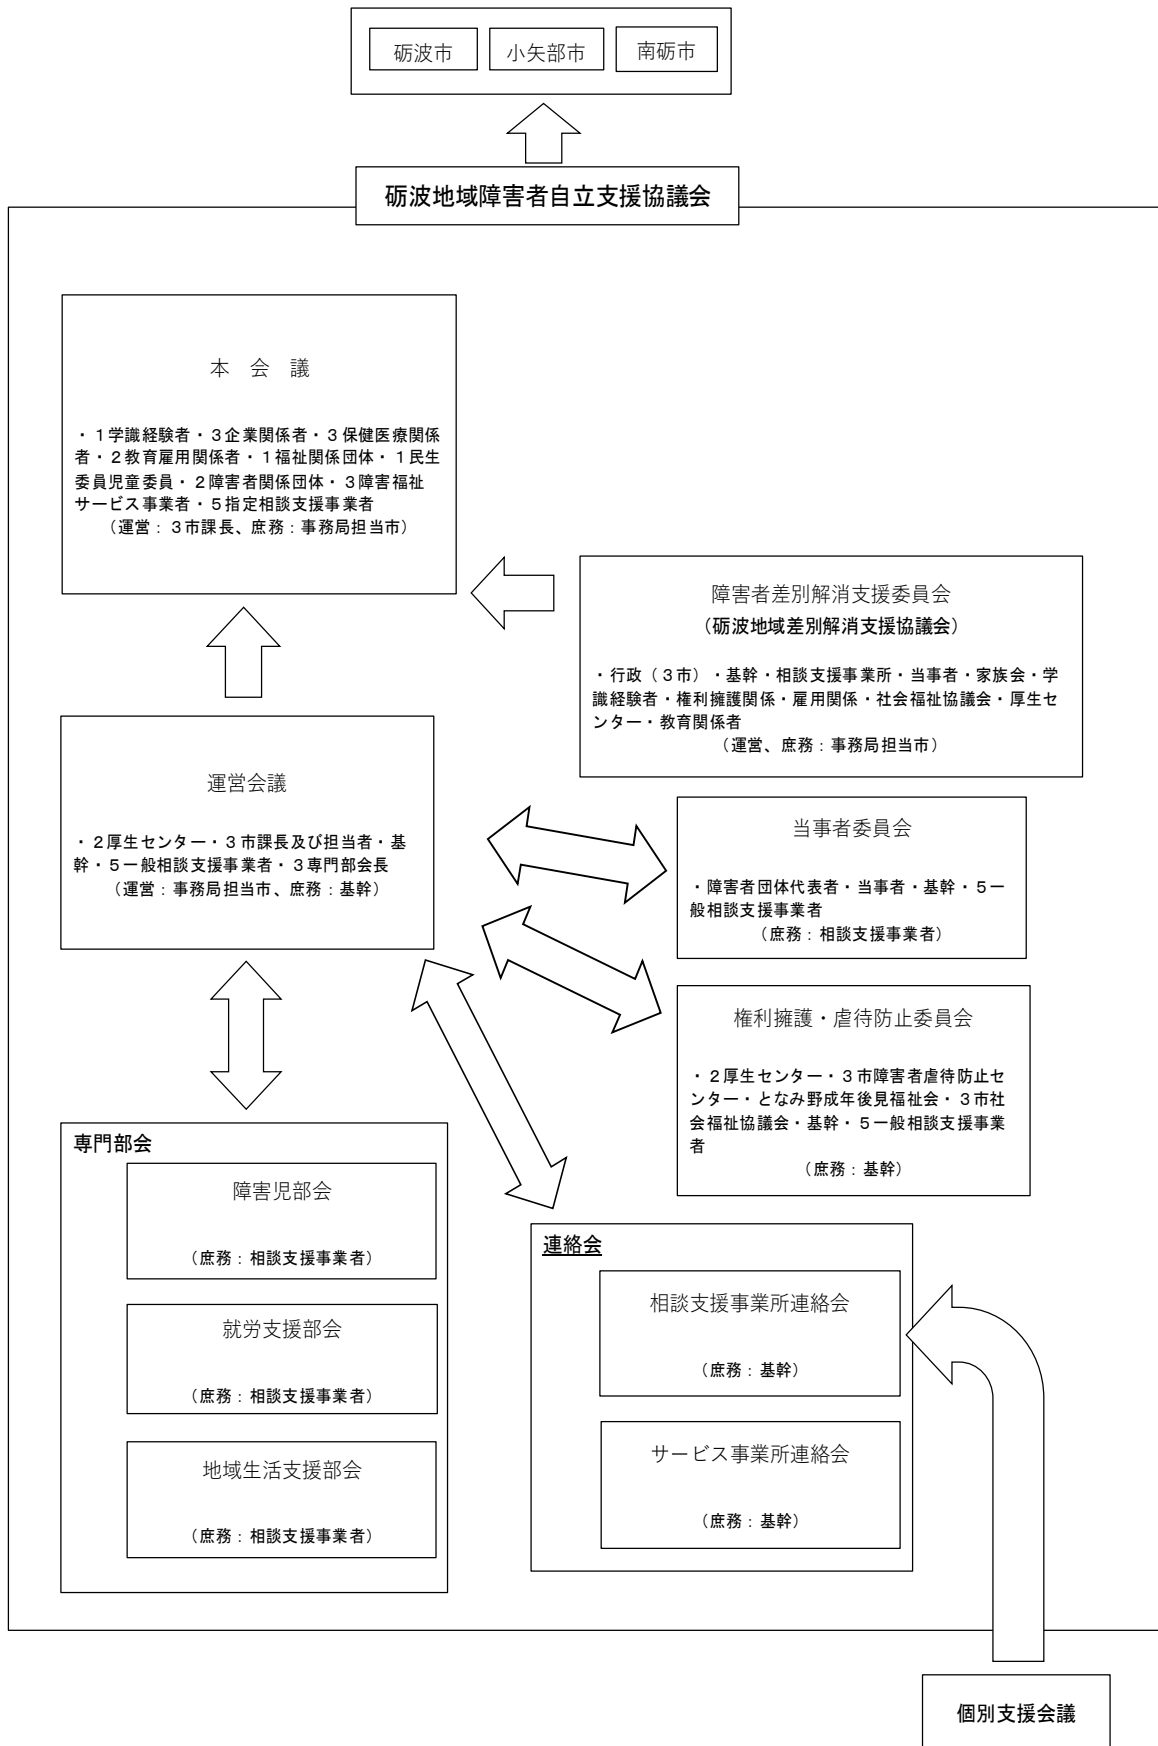 砺波市
小矢部市
南砺市
砺波地域障害者自立支援協議会
本 会 議
・１学識経験者・３企業関係者・３保健医療関係
者・２教育雇用関係者・１福祉関係団体・１民生
委員児童委員・２障害者関係団体・３障害福祉
サービス事業者・５指定相談支援事業者
（運営：３市課長、庶務：事務局担当市）
障害者差別解消支援委員会
（砺波地域差別解消支援協議会）
・行政（３市）・基幹・相談支援事業所・当事者・家族会・学
識経験者・権利擁護関係・雇用関係・社会福祉協議会・厚生セ
ンター・教育関係者
（運営、庶務：事務局担当市）
運営会議
・２厚生センター・３市課長及び担当者・基
幹・５一般相談支援事業者・３専門部会長
（運営：事務局担当市、庶務：基幹）
当事者委員会
・障害者団体代表者・当事者・基幹・５一
般相談支援事業者
（庶務：相談支援事業者）
権利擁護・虐待防止委員会
・２厚生センター・３市障害者虐待防止セ
ンター・となみ野成年後見福祉会・３市社
会福祉協議会・基幹・５一般相談支援事業
者
（庶務：基幹）
専門部会
障害児部会
（庶務：相談支援事業者）
就労支援部会
（庶務：相談支援事業者）
地域生活支援部会
（庶務：相談支援事業者）
連絡会
相談支援事業所連絡会
（庶務：基幹）
サービス事業所連絡会
（庶務：基幹）
個別支援会議